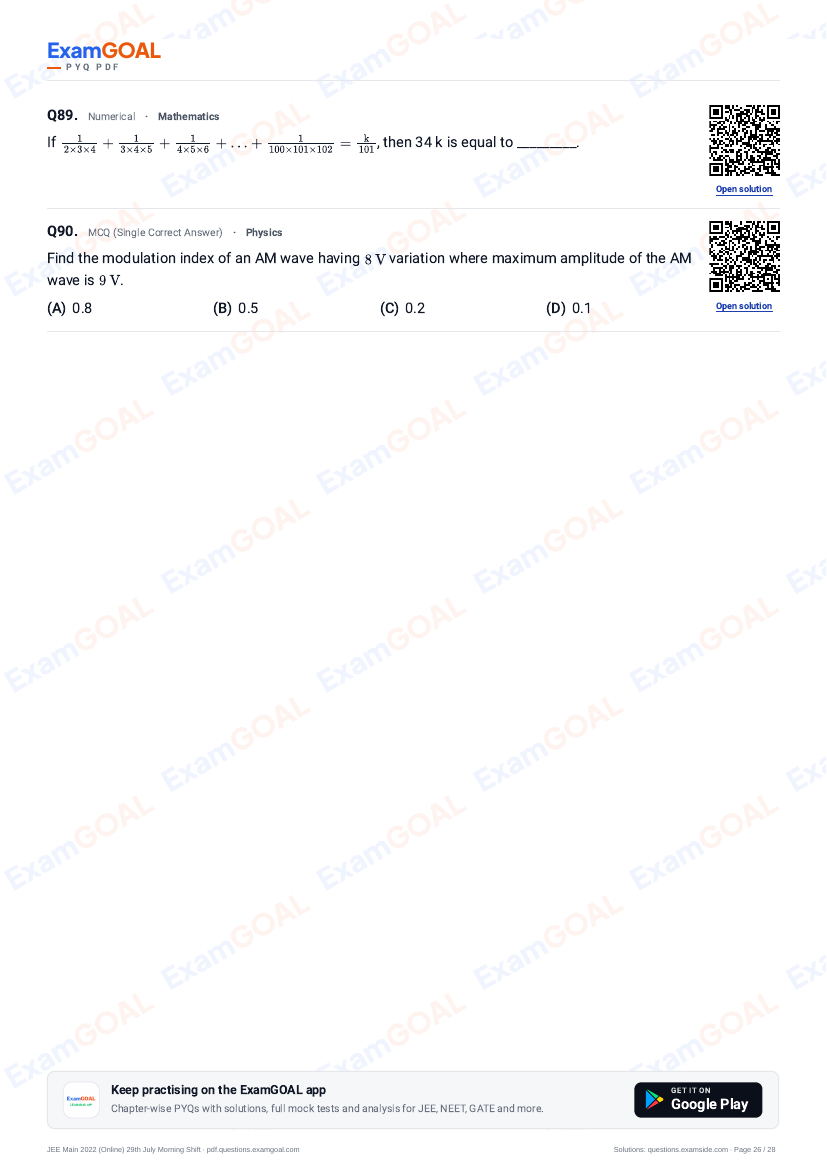 ExamGOAL
PYQ PDF
Q89. Numerical · Mathematics
If 1/(2×3×4) + 1/(3×4×5) + 1/(4×5×6) + … + 1/(100×101×102) = k/101, then 34 k is equal to _________.
Open solution
Q90. MCQ (Single Correct Answer) · Physics
Find the modulation index of an AM wave having 8 V variation where maximum amplitude of the AM
wave is 9 V.
(A) 0.8 (B) 0.5 (C) 0.2 (D) 0.1
Open solution
Keep practising on the ExamGOAL app
Chapter-wise PYQs with solutions, full mock tests and analysis for JEE, NEET, GATE and more.
ExamGOAL
GET IT ON
Google Play
JEE Main 2022 (Online) 29th July Morning Shift · pdf.questions.examgoal.com
Solutions: questions.examside.com · Page 26 / 28